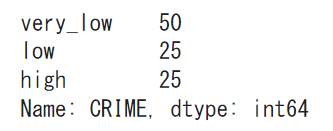 very_low 50
low 25
high 25
Name: CRIME, dtype: int64